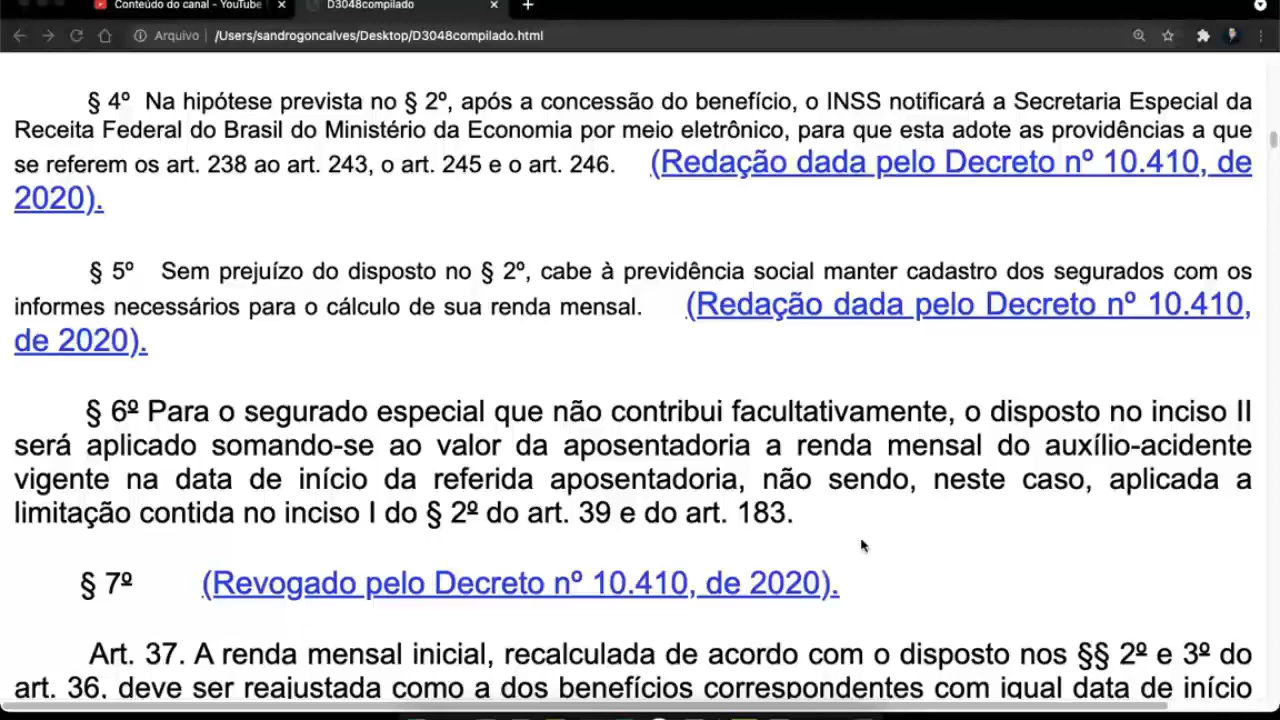 Conteúdo do canal - YouTube
D3048compilado
Arquivo
/Users/sandrogoncalves/Desktop/D3048compilado.html
§ 4º Na hipótese prevista no § 2º, após a concessão do benefício, o INSS notificará a Secretaria Especial da
Receita Federal do Brasil do Ministério da Economia por meio eletrônico, para que esta adote as providências a que
se referem os art. 238 ao art. 243, o art. 245 e o art. 246. (Redação dada pelo Decreto nº 10.410, de
2020).
§ 5º Sem prejuízo do disposto no § 2º, cabe à previdência social manter cadastro dos segurados com os
informes necessários para o cálculo de sua renda mensal. (Redação dada pelo Decreto nº 10.410,
de 2020).
§ 6º Para o segurado especial que não contribui facultativamente, o disposto no inciso II
será aplicado somando-se ao valor da aposentadoria a renda mensal do auxílio-acidente
vigente na data de início da referida aposentadoria, não sendo, neste caso, aplicada a
limitação contida no inciso I do § 2º do art. 39 e do art. 183.
§ 7º (Revogado pelo Decreto nº 10.410, de 2020).
Art. 37. A renda mensal inicial, recalculada de acordo com o disposto nos §§ 2º e 3º do
art. 36, deve ser reajustada como a dos benefícios correspondentes com igual data de início